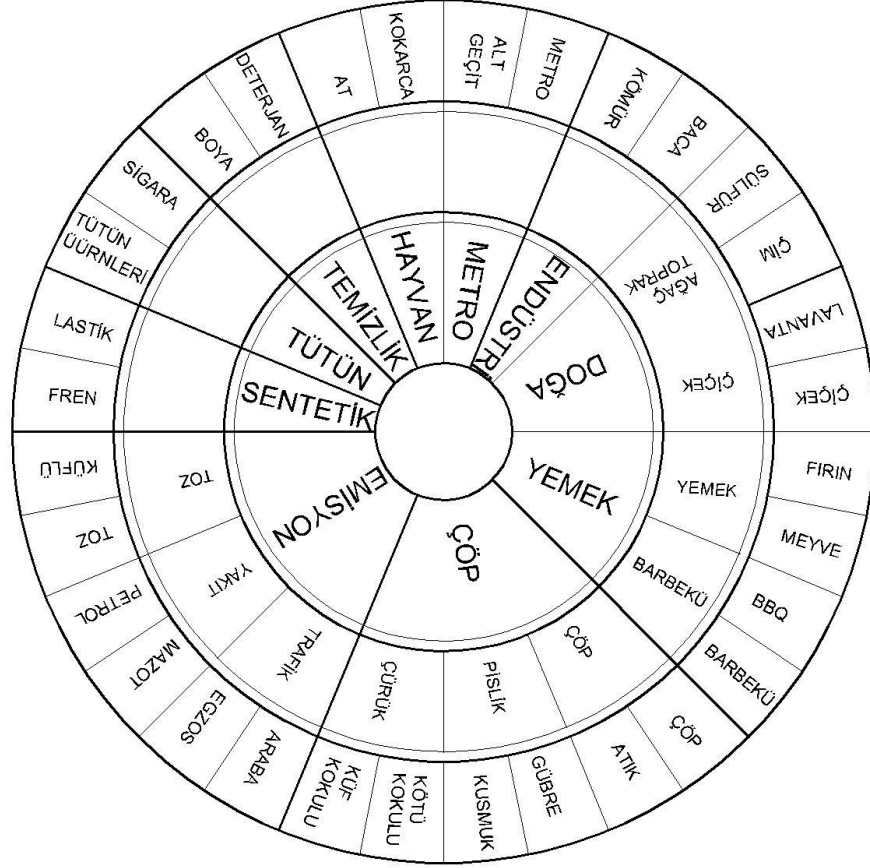 DETERJAN
AT
KOKARCA
ALT
GEÇİT
METRO
KÖMÜR
BACA
SÜLFÜR
ÇİM
LAVANTA
ÇİÇEK
FIRIN
MEYVE
BBQ
BARBEKÜ
ÇÖP
ATIK
GÜBRE
KUSMUK
KÖTÜ
KOKULU
KÜF
KOKULU
ARABA
EGZOS
MAZOT
PETROL
TOZ
KÜFLÜ
FREN
LASTİK
TÜTÜN
ÜÜRNLERİ
SİGARA
BOYA
AĞAÇ
TOPRAK
ÇİÇEK
YEMEK
BARBEKÜ
ÇÖP
PİSLİK
ÇÜRÜK
TRAFİK
YAKIT
TOZ
HAYVAN
METRO
ENDÜSTRİ
DOĞA
YEMEK
ÇÖP
EMİSYON
SENTETİK
TÜTÜN
TEMİZLİK